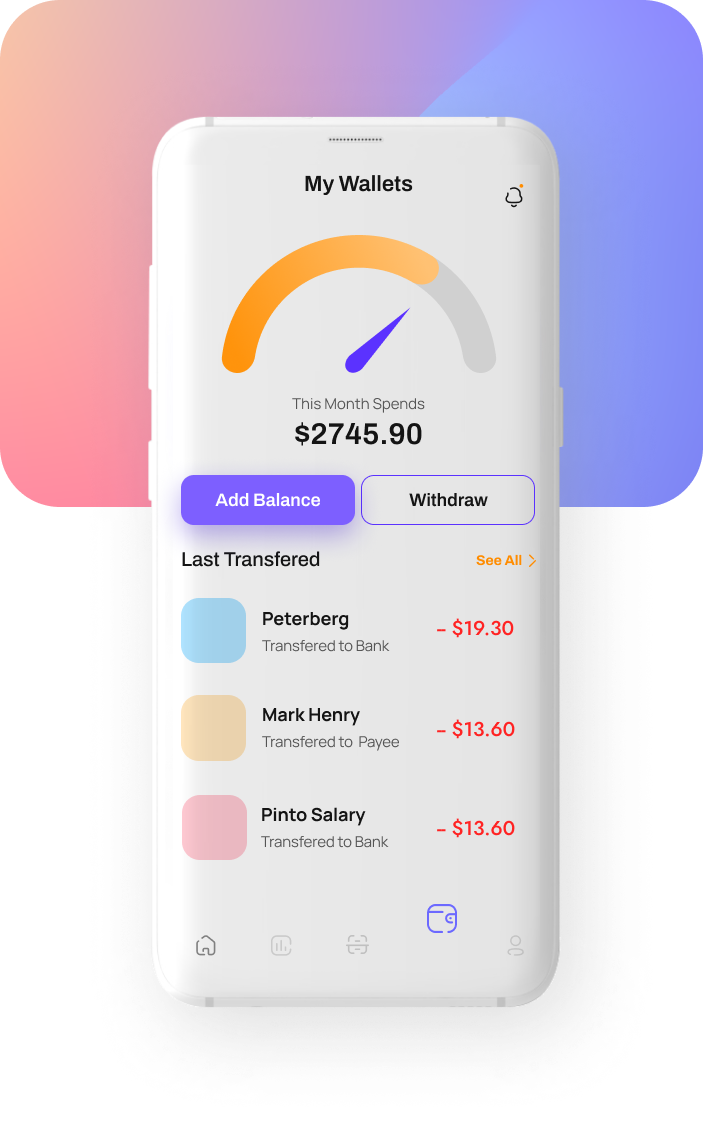 My Wallets
This Month Spends
$2745.90
Add Balance
Withdraw
Last Transfered
See All
Peterberg
Transfered to Bank
– $19.30
Mark Henry
Transfered to  Payee
– $13.60
Pinto Salary
Transfered to Bank
– $13.60